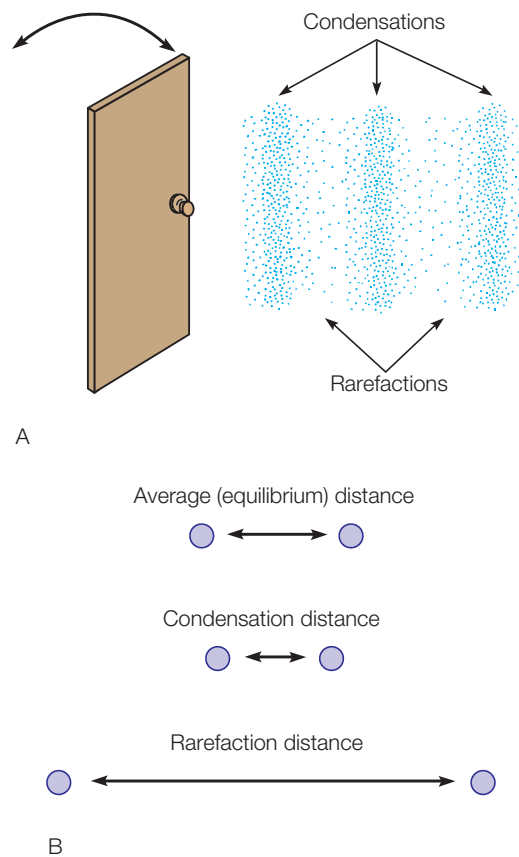 Condensations
Rarefactions
A
Average (equilibrium) distance
Condensation distance
Rarefaction distance
B